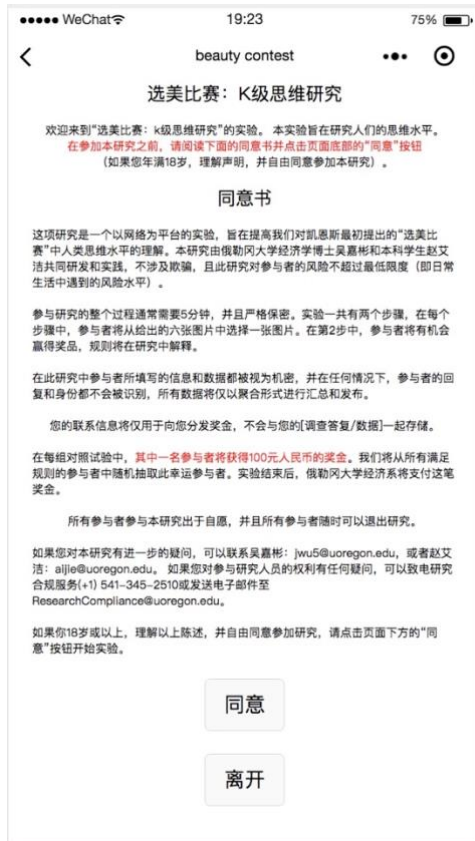 ●●●●● WeChat 19:23 75%
beauty contest
选美比赛：K级思维研究
欢迎来到“选美比赛：k级思维研究”的实验。 本实验旨在研究人们的思维水平。
在参加本研究之前，请阅读下面的同意书并点击页面底部的“同意”按钮
（如果您年满18岁，理解声明，并自由同意参加本研究）。
同意书
这项研究是一个以网络为平台的实验，旨在提高我们对凯恩斯最初提出的“选美比
赛”中人类思维水平的理解。本研究由俄勒冈大学经济学博士吴嘉彬和本科学生赵艾
洁共同研发和实践，不涉及欺骗，且此研究对参与者的风险不超过最低限度（即日常
生活中遇到的风险水平）。
参与研究的整个过程通常需要5分钟，并且严格保密。实验一共有两个步骤，在每个
步骤中，参与者将从给出的六张图片中选择一张图片。在第2步中，参与者将有机会
赢得奖品，规则将在研究中解释。
在此研究中参与者所填写的信息和数据都被视为机密，并在任何情况下，参与者的回
复和身份都不会被识别，所有数据将仅以聚合形式进行汇总和发布。
您的联系信息将仅用于向您分发奖金，不会与您的[调查答复/数据]一起存储。
在每组对照试验中，其中一名参与者将获得100元人民币的奖金。我们将从所有满足
规则的参与者中随机抽取此幸运参与者。实验结束后，俄勒冈大学经济系将支付这笔
奖金。
所有参与者参与本研究出于自愿，并且所有参与者随时可以退出研究。
如果您对本研究有进一步的疑问，可以联系吴嘉彬：jwu5@uoregon.edu，或者赵艾
洁：aijie@uoregon.edu。 如果您对参与研究人员的权利有任何疑问，可以致电研究
合规服务(+1) 541-345-2510或发送电子邮件至
ResearchCompliance@uoregon.edu。
如果你18岁或以上，理解以上陈述，并自由同意参加研究，请点击页面下方的“同
意”按钮开始实验。
同意
离开